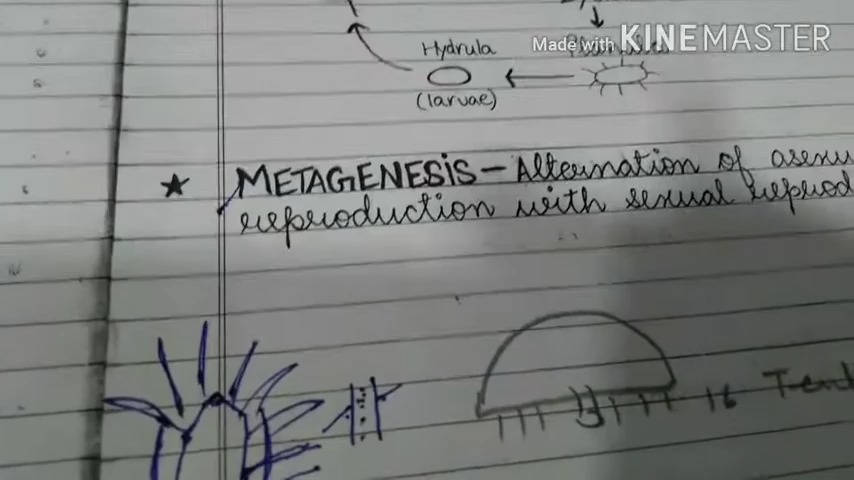 Made with KINEMASTER
Hydrula
(larvae)
★ METAGENESIS - Alternation of asexu
reproduction with sexual reprod
16 Tent